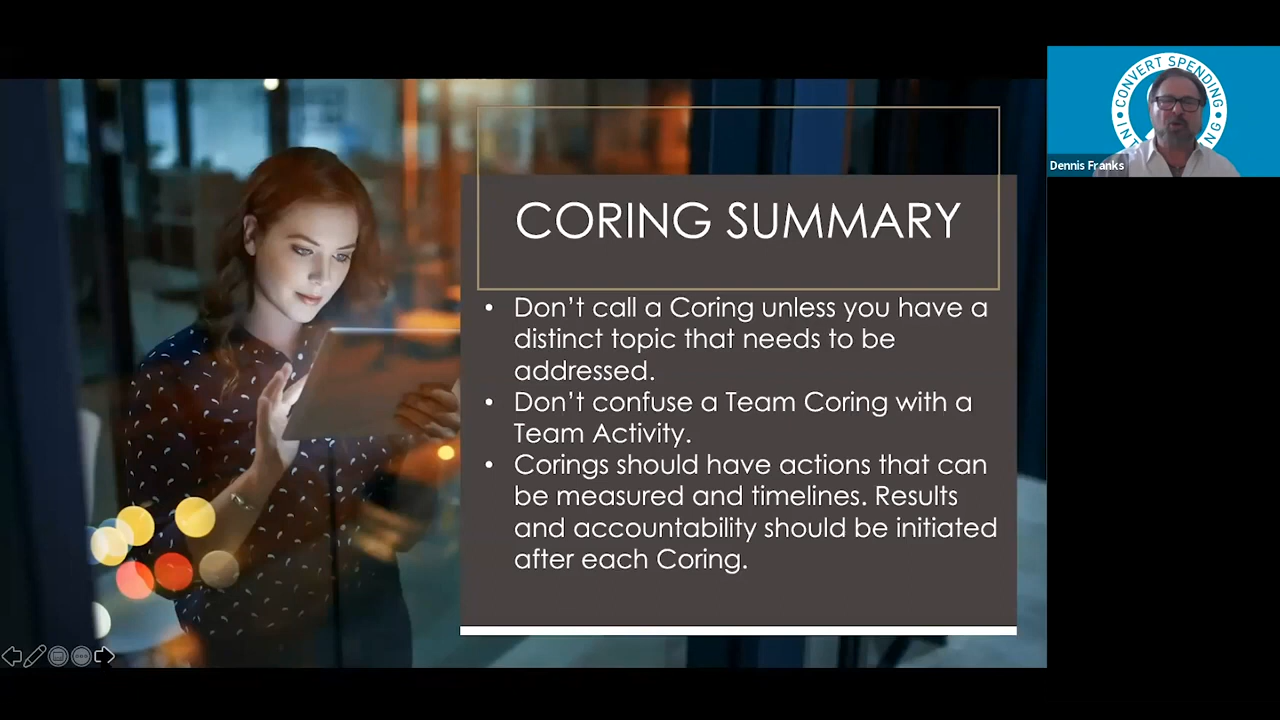 CORING SUMMARY
• Don't call a Coring unless you have a
distinct topic that needs to be
addressed.
• Don't confuse a Team Coring with a
Team Activity.
• Corings should have actions that can
be measured and timelines. Results
and accountability should be initiated
after each Coring.
• CONVERT SPENDING •
Dennis Franks